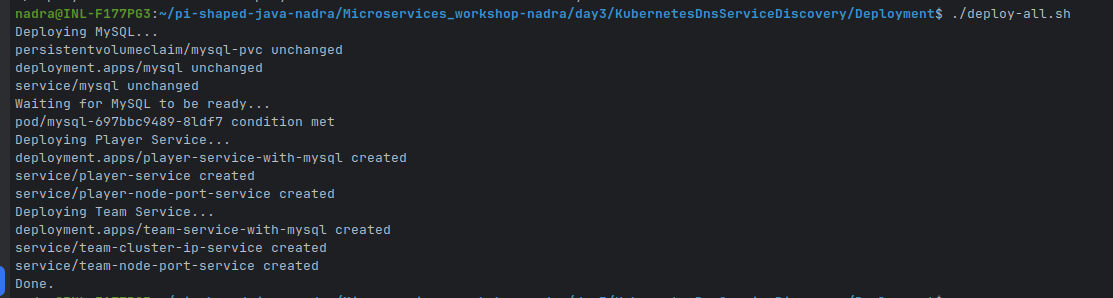 nadra@INL-F177PG3:~/pi-shaped-java-nadra/Microservices_workshop-nadra/day3/KubernetesDnsServiceDiscovery/Deployment$ ./deploy-all.sh
Deploying MySQL...
persistentvolumeclaim/mysql-pvc unchanged
deployment.apps/mysql unchanged
service/mysql unchanged
Waiting for MySQL to be ready...
pod/mysql-697bbc9489-8ldf7 condition met
Deploying Player Service...
deployment.apps/player-service-with-mysql created
service/player-service created
service/player-node-port-service created
Deploying Team Service...
deployment.apps/team-service-with-mysql created
service/team-cluster-ip-service created
service/team-node-port-service created
Done.